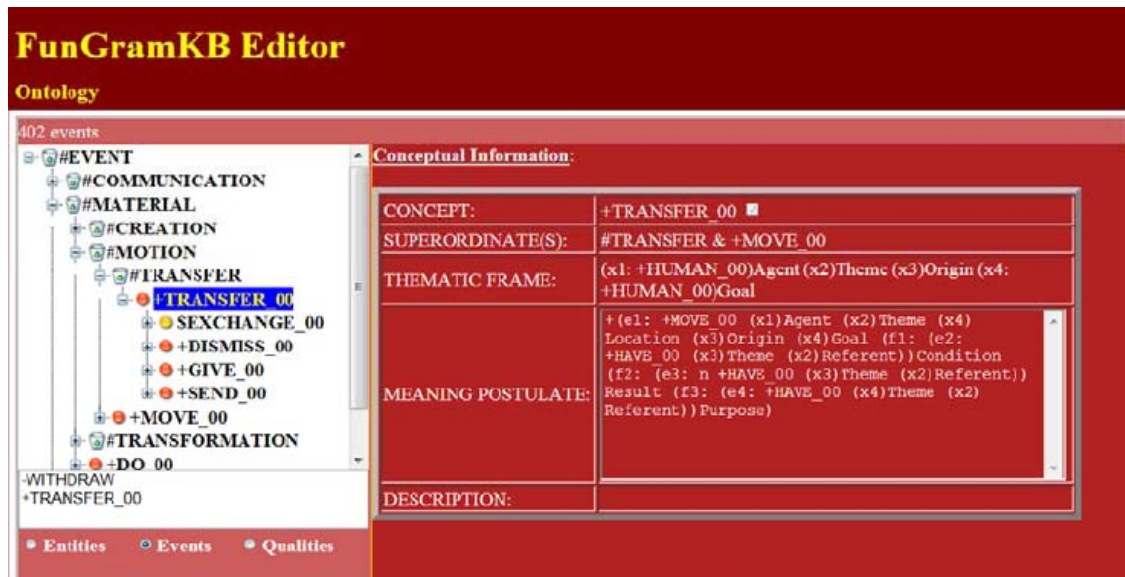 FunGramKB Editor
Ontology
402 events
#EVENT
#COMMUNICATION
#MATERIAL
#CREATION
#MOTION
#TRANSFER
+TRANSFER_00
SEXCHANGE_00
+DISMISS_00
+GIVE_00
+SEND_00
+MOVE_00
#TRANSFORMATION
+DO_00
-WITHDRAW
+TRANSFER_00
Entities Events Qualities
Conceptual Information:
CONCEPT: +TRANSFER_00
SUPERORDINATE(S): #TRANSFER & +MOVE_00
THEMATIC FRAME: (x1: +HUMAN_00)Agent (x2)Theme (x3)Origin (x4:
+HUMAN_00)Goal
MEANING POSTULATE:
+(e1: +MOVE_00 (x1)Agent (x2)Theme (x4)
Location (x3)Origin (x4)Goal (f1: (e2:
+HAVE_00 (x3)Theme (x2)Referent))Condition
(f2: (e3: n +HAVE_00 (x3)Theme (x2)Referent))
Result (f3: (e4: +HAVE_00 (x4)Theme (x2)
Referent))Purpose)
DESCRIPTION: